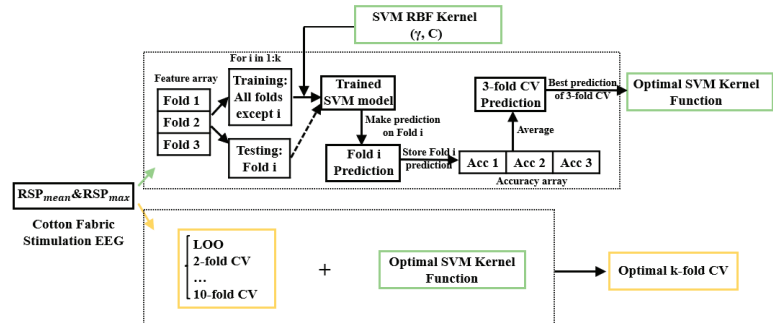 SVM RBF Kernel
(γ, C)
For i in 1:k
Feature array
Fold 1
Fold 2
Fold 3
Training:
All folds
except i
Testing:
Fold i
Trained
SVM model
Make prediction
on Fold i
Fold i
Prediction
Store Fold i
prediction
3-fold CV
Prediction
Average
Acc 1 Acc 2 Acc 3
Accuracy array
Best prediction
of 3-fold CV
Optimal SVM Kernel
Function
RSPmean&RSPmax
Cotton Fabric
Stimulation EEG
LOO
2-fold CV
...
10-fold CV
+
Optimal SVM Kernel
Function
Optimal k-fold CV